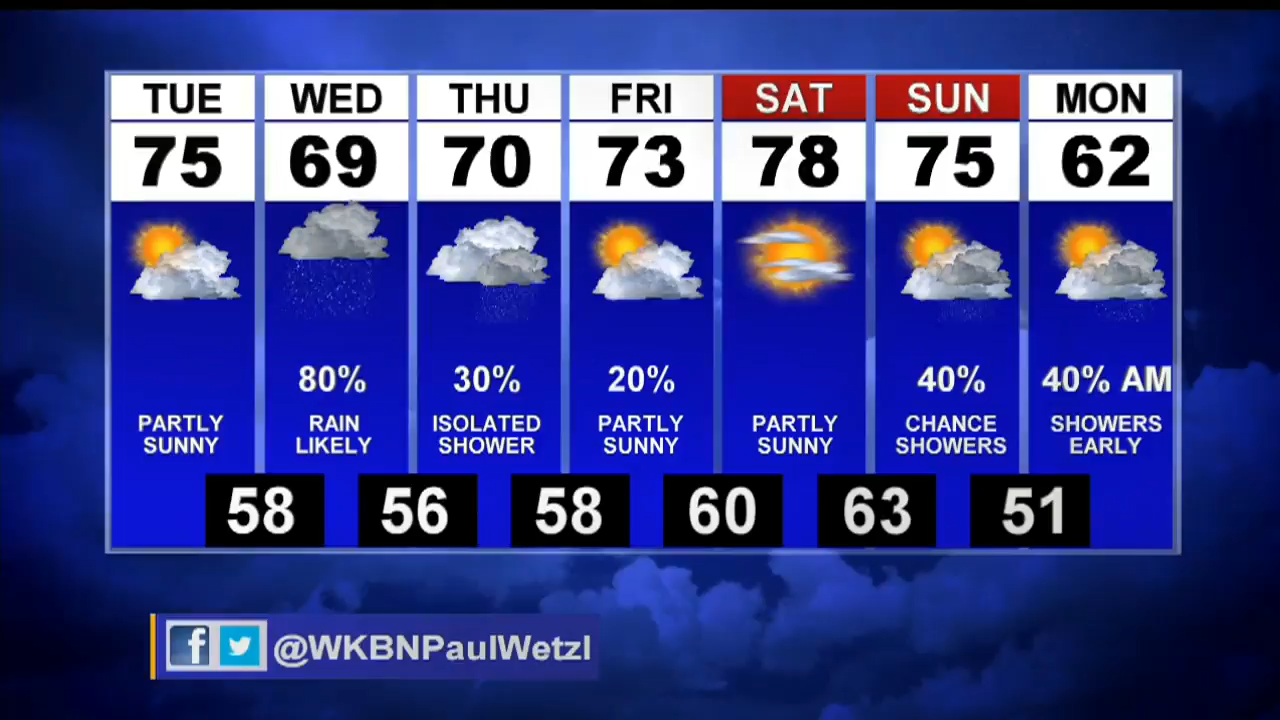 TUE WED THU FRI SAT SUN MON
75 69 70 73 78 75 62
80% 30% 20% 40% 40% AM
PARTLY RAIN ISOLATED PARTLY PARTLY CHANCE SHOWERS
SUNNY LIKELY SHOWER SUNNY SUNNY SHOWERS EARLY
58 56 58 60 63 51
f @WKBNPaulWetzl